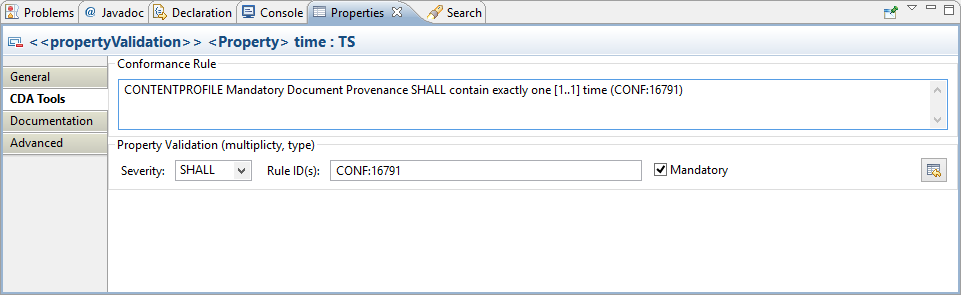 Problems @ Javadoc Declaration Console Properties Search
<<propertyValidation>> <Property> time : TS
General
CDA Tools
Documentation
Advanced
Conformance Rule
CONTENTPROFILE Mandatory Document Provenance SHALL contain exactly one [1..1] time (CONF:16791)
Property Validation (multiplicty, type)
Severity: SHALL Rule ID(s): CONF:16791 Mandatory